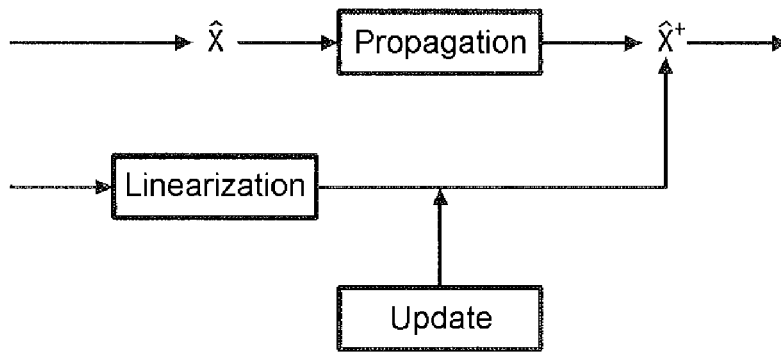 X̂
Propagation
X̂⁺
Linearization
Update